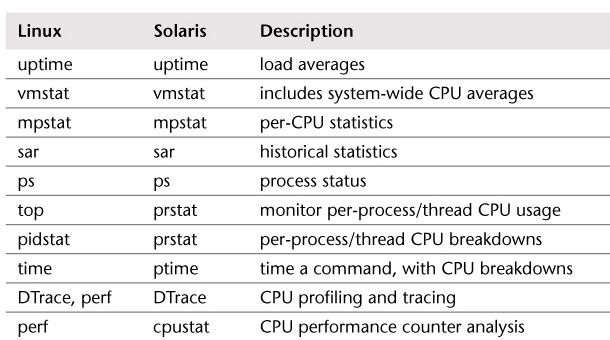 Linux Solaris Description
uptime uptime load averages
vmstat vmstat includes system-wide CPU averages
mpstat mpstat per-CPU statistics
sar sar historical statistics
ps ps process status
top prstat monitor per-process/thread CPU usage
pidstat prstat per-process/thread CPU breakdowns
time ptime time a command, with CPU breakdowns
DTrace, perf DTrace CPU profiling and tracing
perf cpustat CPU performance counter analysis